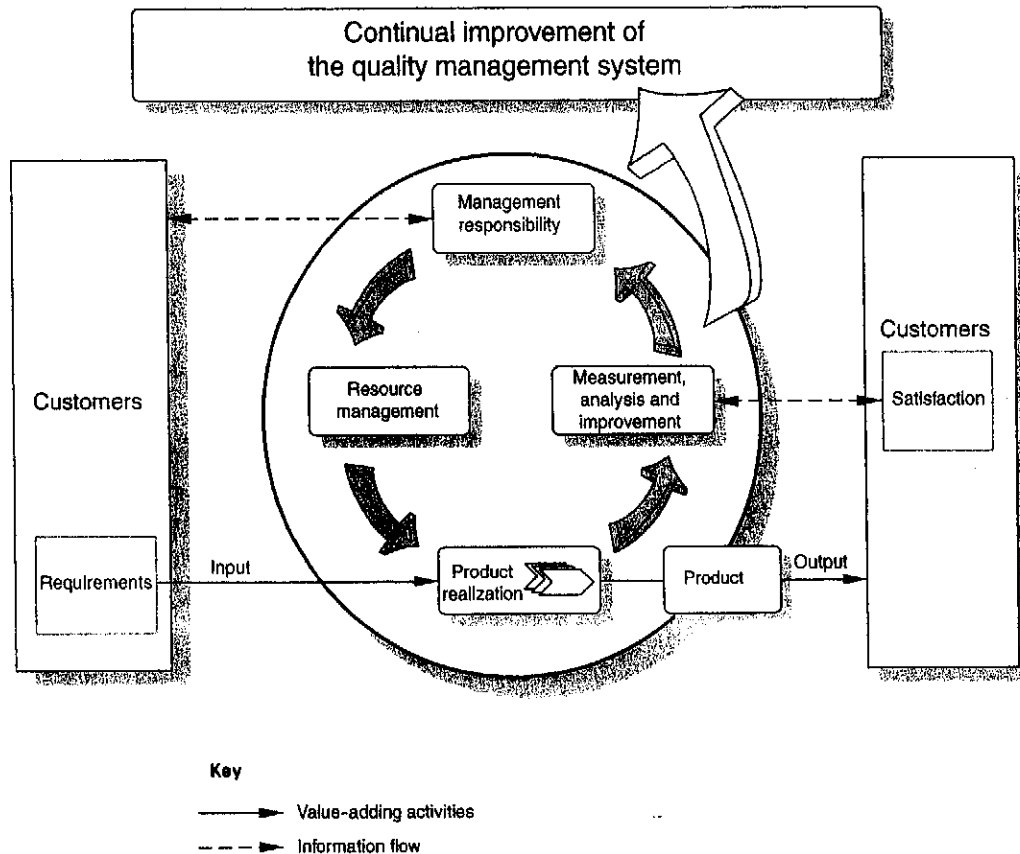 Continual improvement of
the quality management system
Management
responsibility
Customers
Resource
management
Measurement,
analysis and
improvement
Customers
Satisfaction
Requirements
Input
Product
realization
Product
Output
Key
Value-adding activities
Information flow